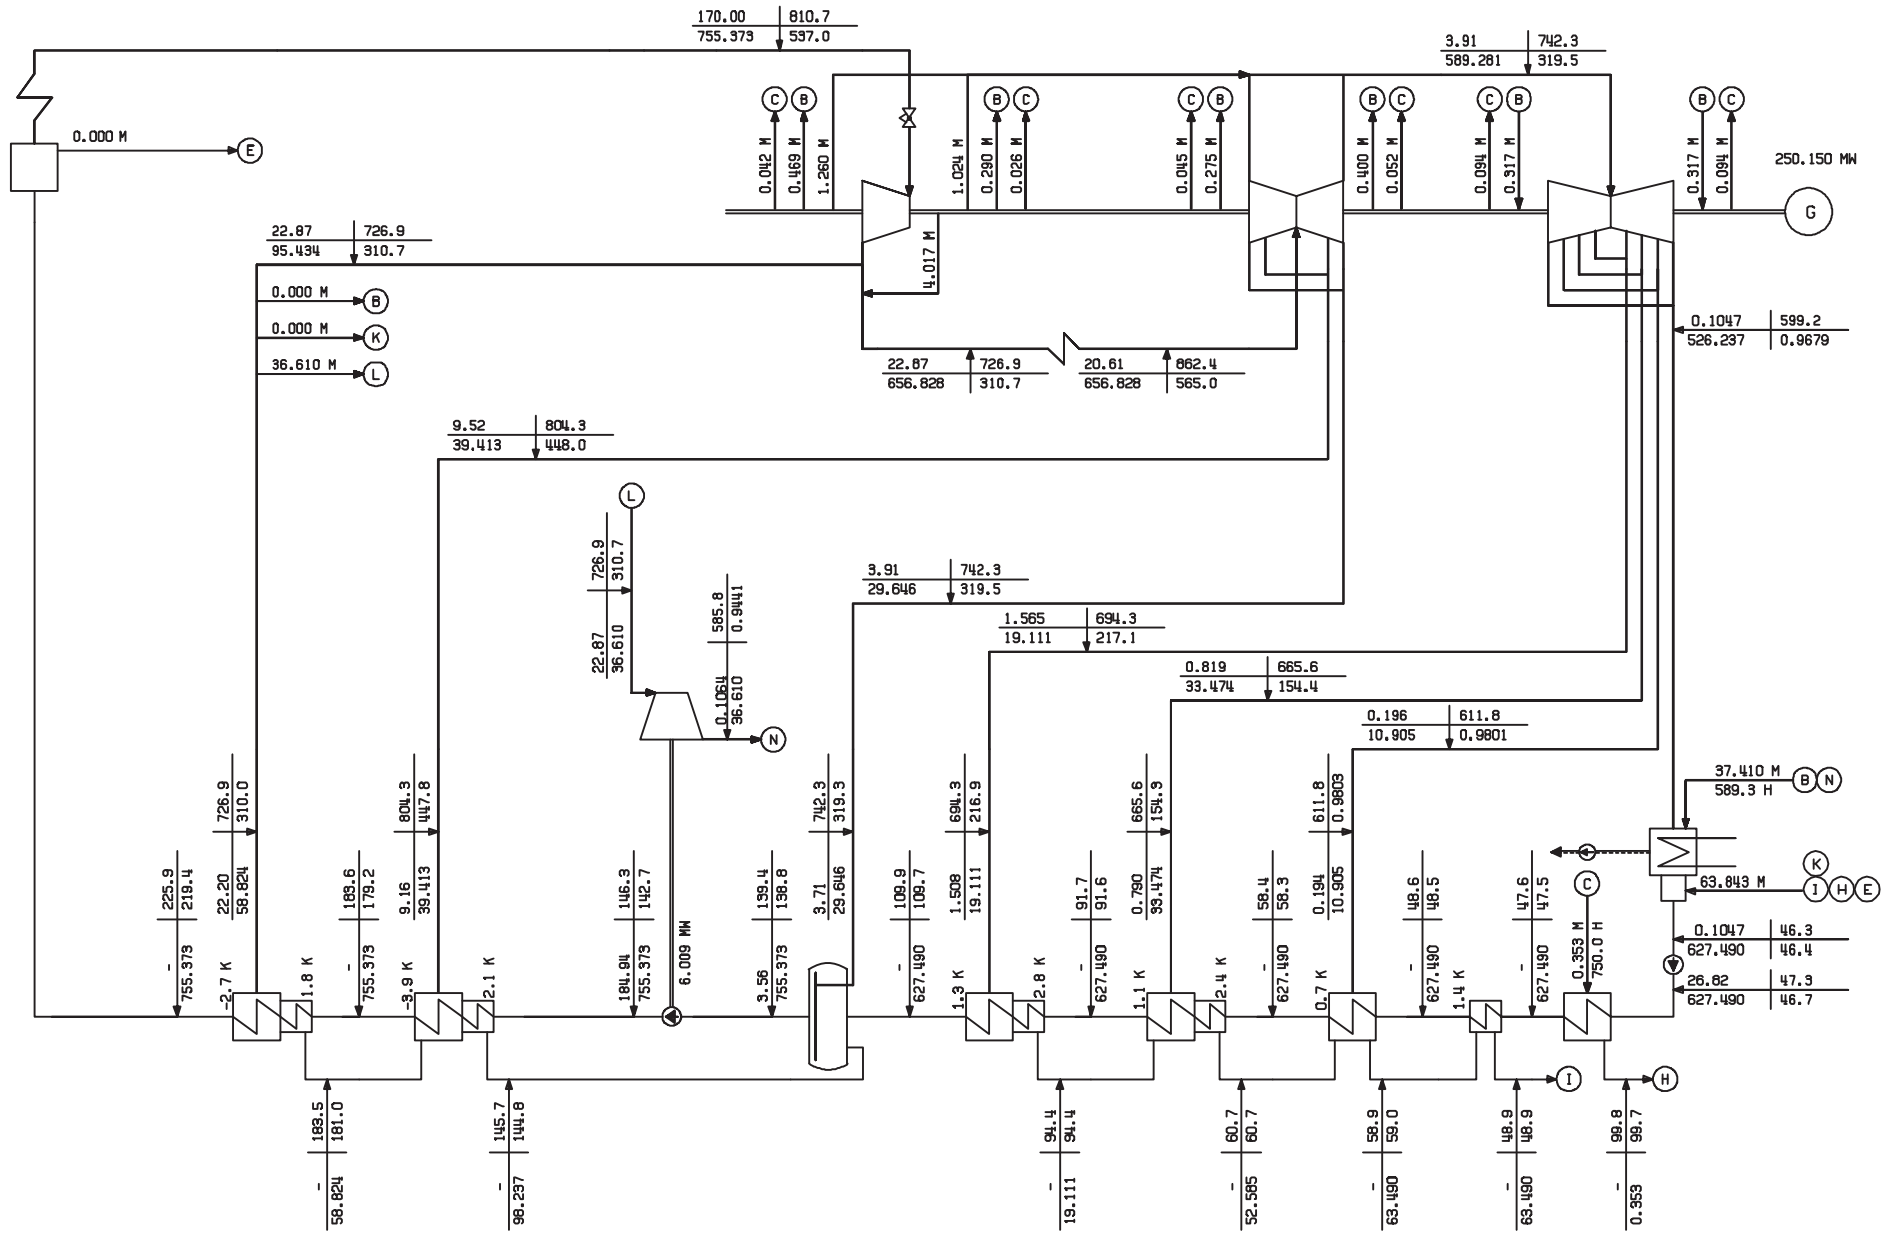 170.00 810.7
755.373 537.0
3.91 742.3
589.281 319.5
C B
B C
C B
B C
C B
B C
0.000 M E
0.042 M
0.469 M
1.260 M
1.024 M
0.290 M
0.026 M
0.045 M
0.275 M
0.400 M
0.052 M
0.094 M
0.317 M
0.317 M
0.094 M
250.150 MW
G
22.87 726.9
95.434 310.7
4.017 M
0.000 M B
0.000 M K
36.610 M L
0.1047 599.2
526.237 0.9679
22.87 726.9
656.828 310.7
20.61 862.4
656.828 565.0
9.52 804.3
39.413 448.0
L
22.87 726.9
36.610 310.7
0.1064 585.8
36.610 0.9441
N
3.91 742.3
29.646 319.5
1.565 694.3
19.111 217.1
0.819 665.6
33.474 154.4
0.196 611.8
10.905 0.9801
37.410 M B N
589.3 H
K
63.843 M I H E
C
0.353 M
750.0 H
0.1047 46.3
627.490 46.4
26.82 47.3
627.490 46.7
- 225.9
755.373 219.4
22.20 726.9
58.824 310.0
-2.7 K
1.8 K
- 183.6
755.373 179.2
9.16 804.3
39.413 447.8
-3.9 K
2.1 K
184.94 146.3
755.373 142.7
6.009 MW
3.56 139.4
755.373 138.8
3.71 742.3
29.646 319.3
- 109.9
627.490 109.7
1.508 694.3
19.111 216.9
1.3 K
2.8 K
- 91.7
627.490 91.6
0.790 665.6
33.474 154.3
1.1 K
2.4 K
- 58.4
627.490 58.3
0.194 611.8
10.905 0.9803
0.7 K
- 48.6
627.490 48.5
1.4 K
- 47.6
627.490 47.5
I
H
- 183.5
58.824 181.0
- 145.7
98.237 144.8
- 94.4
19.111 94.4
- 60.7
52.585 60.7
- 58.9
63.490 59.0
- 48.9
63.490 48.9
- 99.8
0.353 99.7